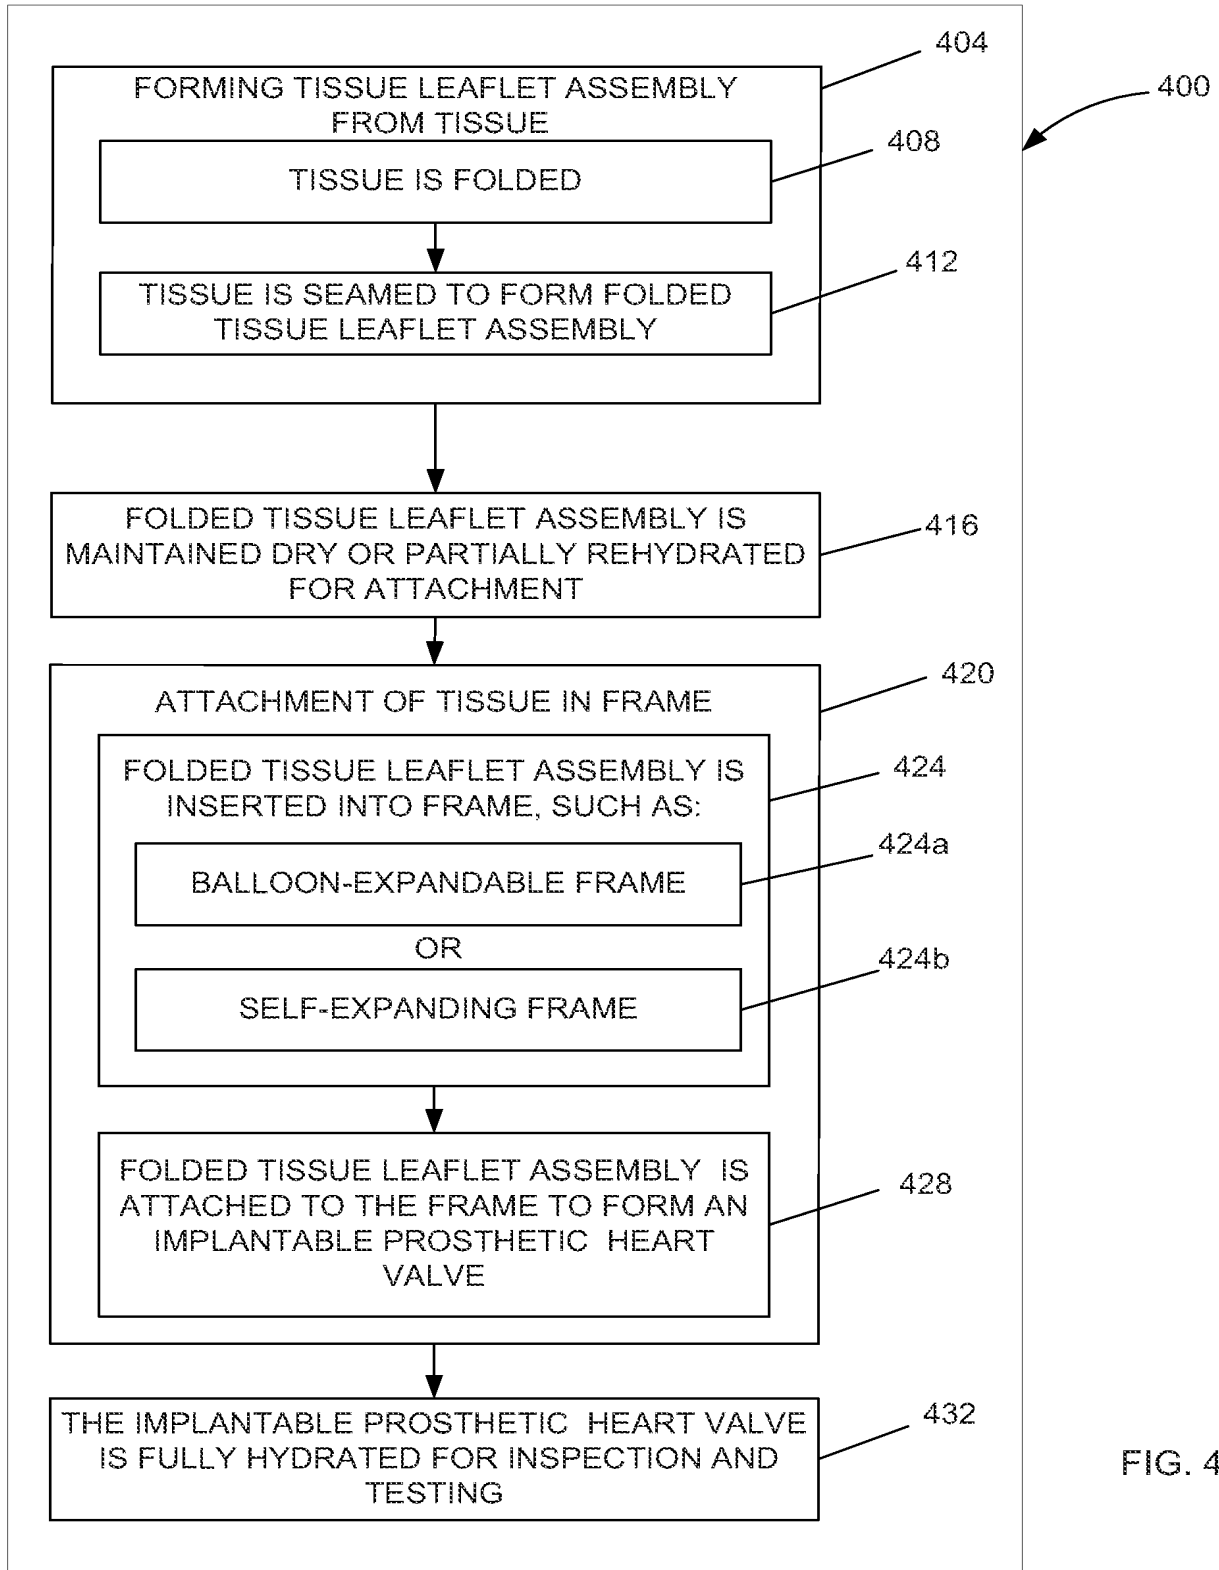 404
400
FORMING TISSUE LEAFLET ASSEMBLY
FROM TISSUE
408
TISSUE IS FOLDED
412
TISSUE IS SEAMED TO FORM FOLDED
TISSUE LEAFLET ASSEMBLY
FOLDED TISSUE LEAFLET ASSEMBLY IS
MAINTAINED DRY OR PARTIALLY REHYDRATED
FOR ATTACHMENT
416
420
ATTACHMENT OF TISSUE IN FRAME
FOLDED TISSUE LEAFLET ASSEMBLY IS
INSERTED INTO FRAME, SUCH AS:
424
424a
BALLOON-EXPANDABLE FRAME
OR
424b
SELF-EXPANDING FRAME
FOLDED TISSUE LEAFLET ASSEMBLY IS
ATTACHED TO THE FRAME TO FORM AN
IMPLANTABLE PROSTHETIC HEART
VALVE
428
THE IMPLANTABLE PROSTHETIC HEART VALVE
IS FULLY HYDRATED FOR INSPECTION AND
TESTING
432
FIG. 4